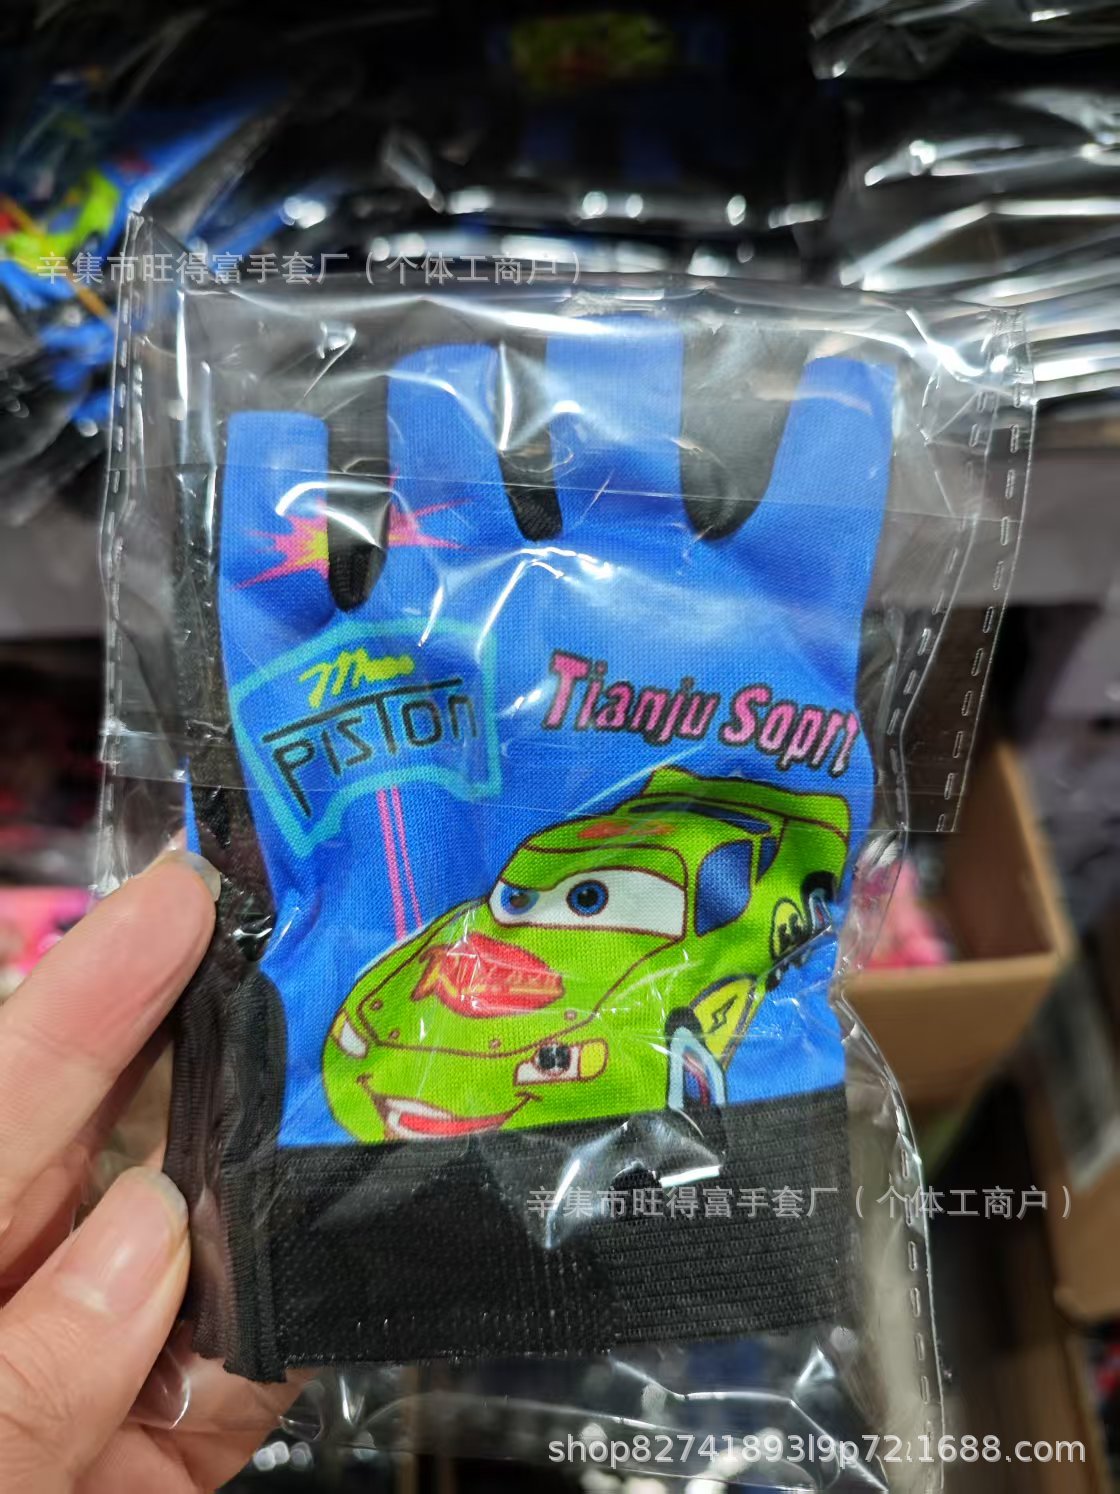 辛集市旺得富手套厂（个体工商户）
PISTON
Tianju Soprt
辛集市旺得富手套厂（个体工商户）
shop82741893l9p72.1688.com